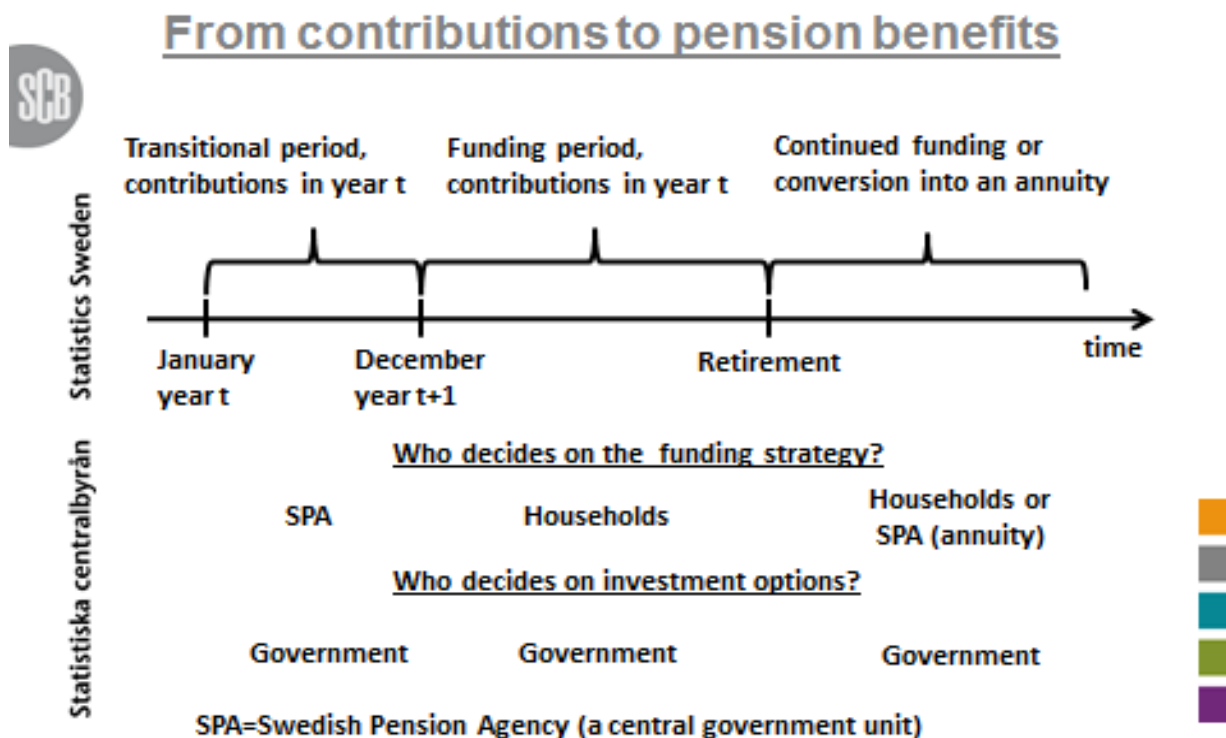 From contributions to pension benefits
SCB
Statistics Sweden
Statistiska centralbyrån
Transitional period,
contributions in year t
Funding period,
contributions in year t
Continued funding or
conversion into an annuity
time
January
year t
December
year t+1
Retirement
Who decides on the funding strategy?
SPA
Households
Households or
SPA (annuity)
Who decides on investment options?
Government
Government
Government
SPA=Swedish Pension Agency (a central government unit)